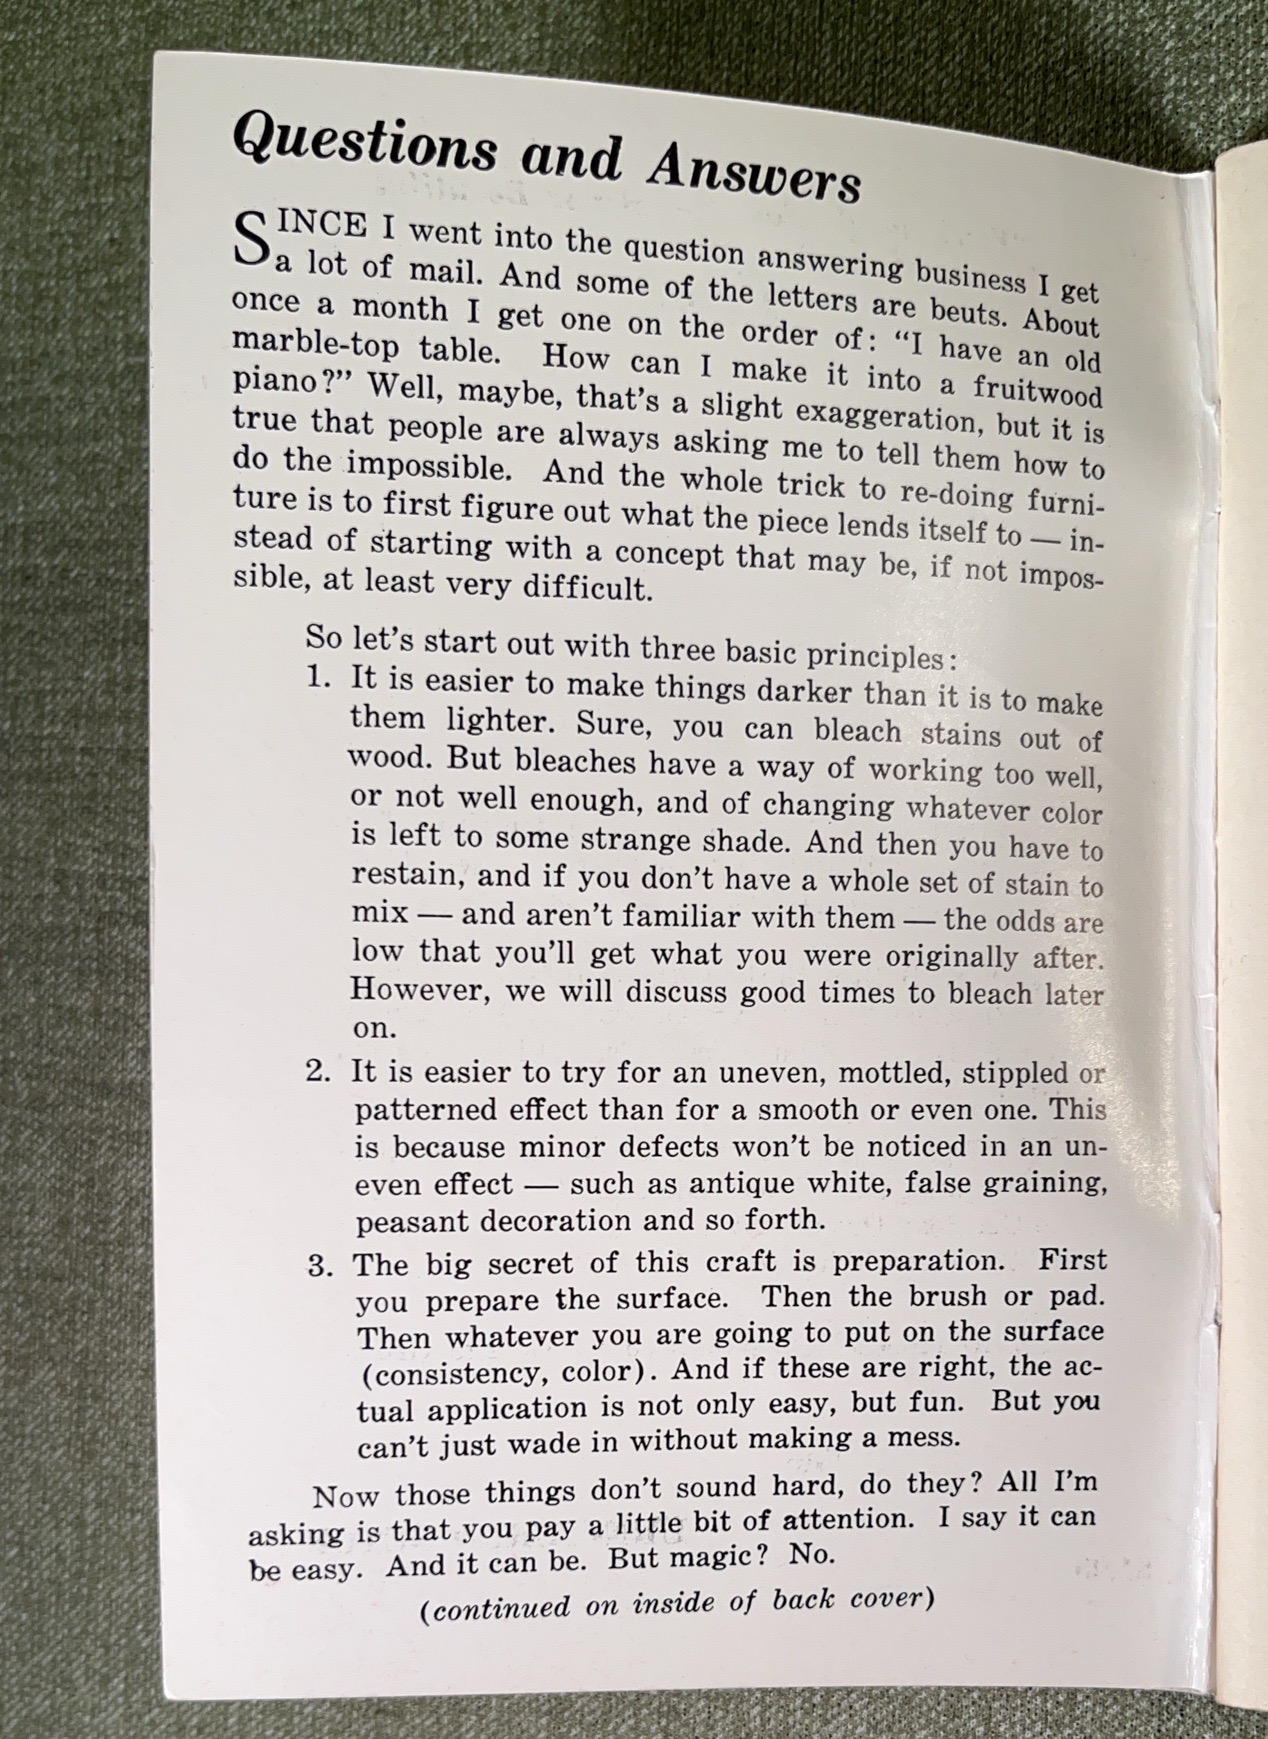 Questions and Answers
SINCE I went into the question answering business I get
a lot of mail. And some of the letters are beuts. About
once a month I get one on the order of: “I have an old
marble-top table. How can I make it into a fruitwood
piano?” Well, maybe, that’s a slight exaggeration, but it is
true that people are always asking me to tell them how to
do the impossible. And the whole trick to re-doing furni-
ture is to first figure out what the piece lends itself to — in-
stead of starting with a concept that may be, if not impos-
sible, at least very difficult.
So let’s start out with three basic principles:
1. It is easier to make things darker than it is to make
them lighter. Sure, you can bleach stains out of
wood. But bleaches have a way of working too well,
or not well enough, and of changing whatever color
is left to some strange shade. And then you have to
restain, and if you don’t have a whole set of stain to
mix — and aren’t familiar with them — the odds are
low that you’ll get what you were originally after.
However, we will discuss good times to bleach later
on.
2. It is easier to try for an uneven, mottled, stippled or
patterned effect than for a smooth or even one. This
is because minor defects won’t be noticed in an un-
even effect — such as antique white, false graining,
peasant decoration and so forth.
3. The big secret of this craft is preparation. First
you prepare the surface. Then the brush or pad.
Then whatever you are going to put on the surface
(consistency, color). And if these are right, the ac-
tual application is not only easy, but fun. But you
can’t just wade in without making a mess.
Now those things don’t sound hard, do they? All I’m
asking is that you pay a little bit of attention. I say it can
be easy. And it can be. But magic? No.
(continued on inside of back cover)